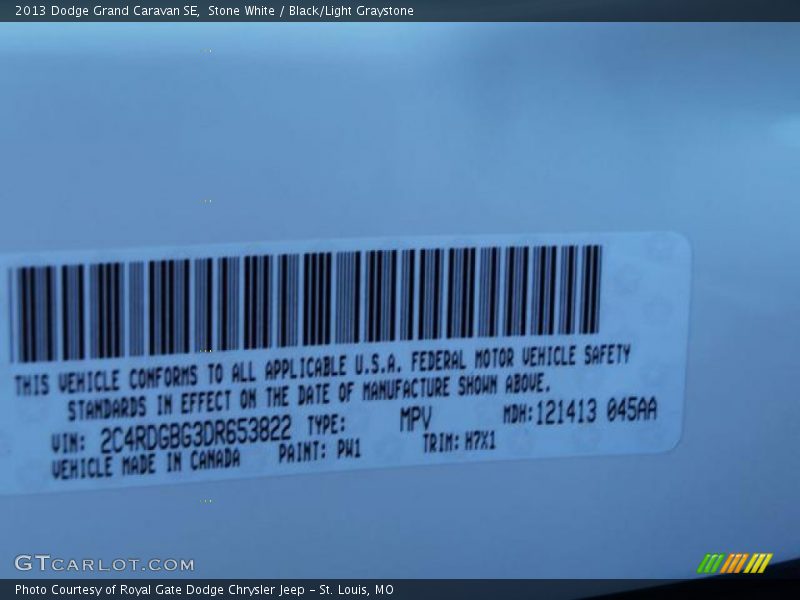 2013 Dodge Grand Caravan SE,  Stone White / Black/Light Graystone
THIS VEHICLE CONFORMS TO ALL APPLICABLE U.S.A. FEDERAL MOTOR VEHICLE SAFETY
STANDARDS IN EFFECT ON THE DATE OF MANUFACTURE SHOWN ABOVE.
VIN: 2C4RDGBG3DR653822 TYPE: MPV MDH:121413 045AA
VEHICLE MADE IN CANADA PAINT: PW1 TRIM: H7X1
GTCARLOT.COM
Photo Courtesy of Royal Gate Dodge Chrysler Jeep – St. Louis, MO